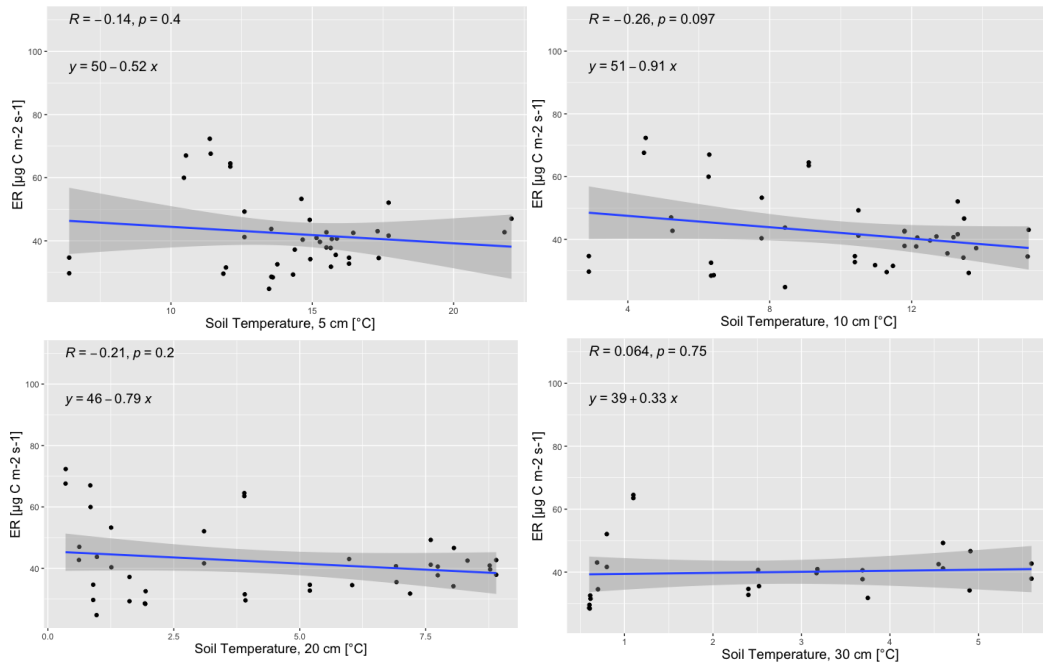 R = −0.14, p = 0.4
y = 50 − 0.52 x
ER [µg C m-2 s-1]
100
80
60
40
10
15
20
Soil Temperature, 5 cm [°C]
R = −0.26, p = 0.097
y = 51 − 0.91 x
ER [µg C m-2 s-1]
100
80
60
40
4
8
12
Soil Temperature, 10 cm [°C]
R = −0.21, p = 0.2
y = 46 − 0.79 x
ER [µg C m-2 s-1]
100
80
60
40
20
0.0
2.5
5.0
7.5
Soil Temperature, 20 cm [°C]
R = 0.064, p = 0.75
y = 39 + 0.33 x
ER [µg C m-2 s-1]
100
80
60
40
1
2
3
4
5
Soil Temperature, 30 cm [°C]